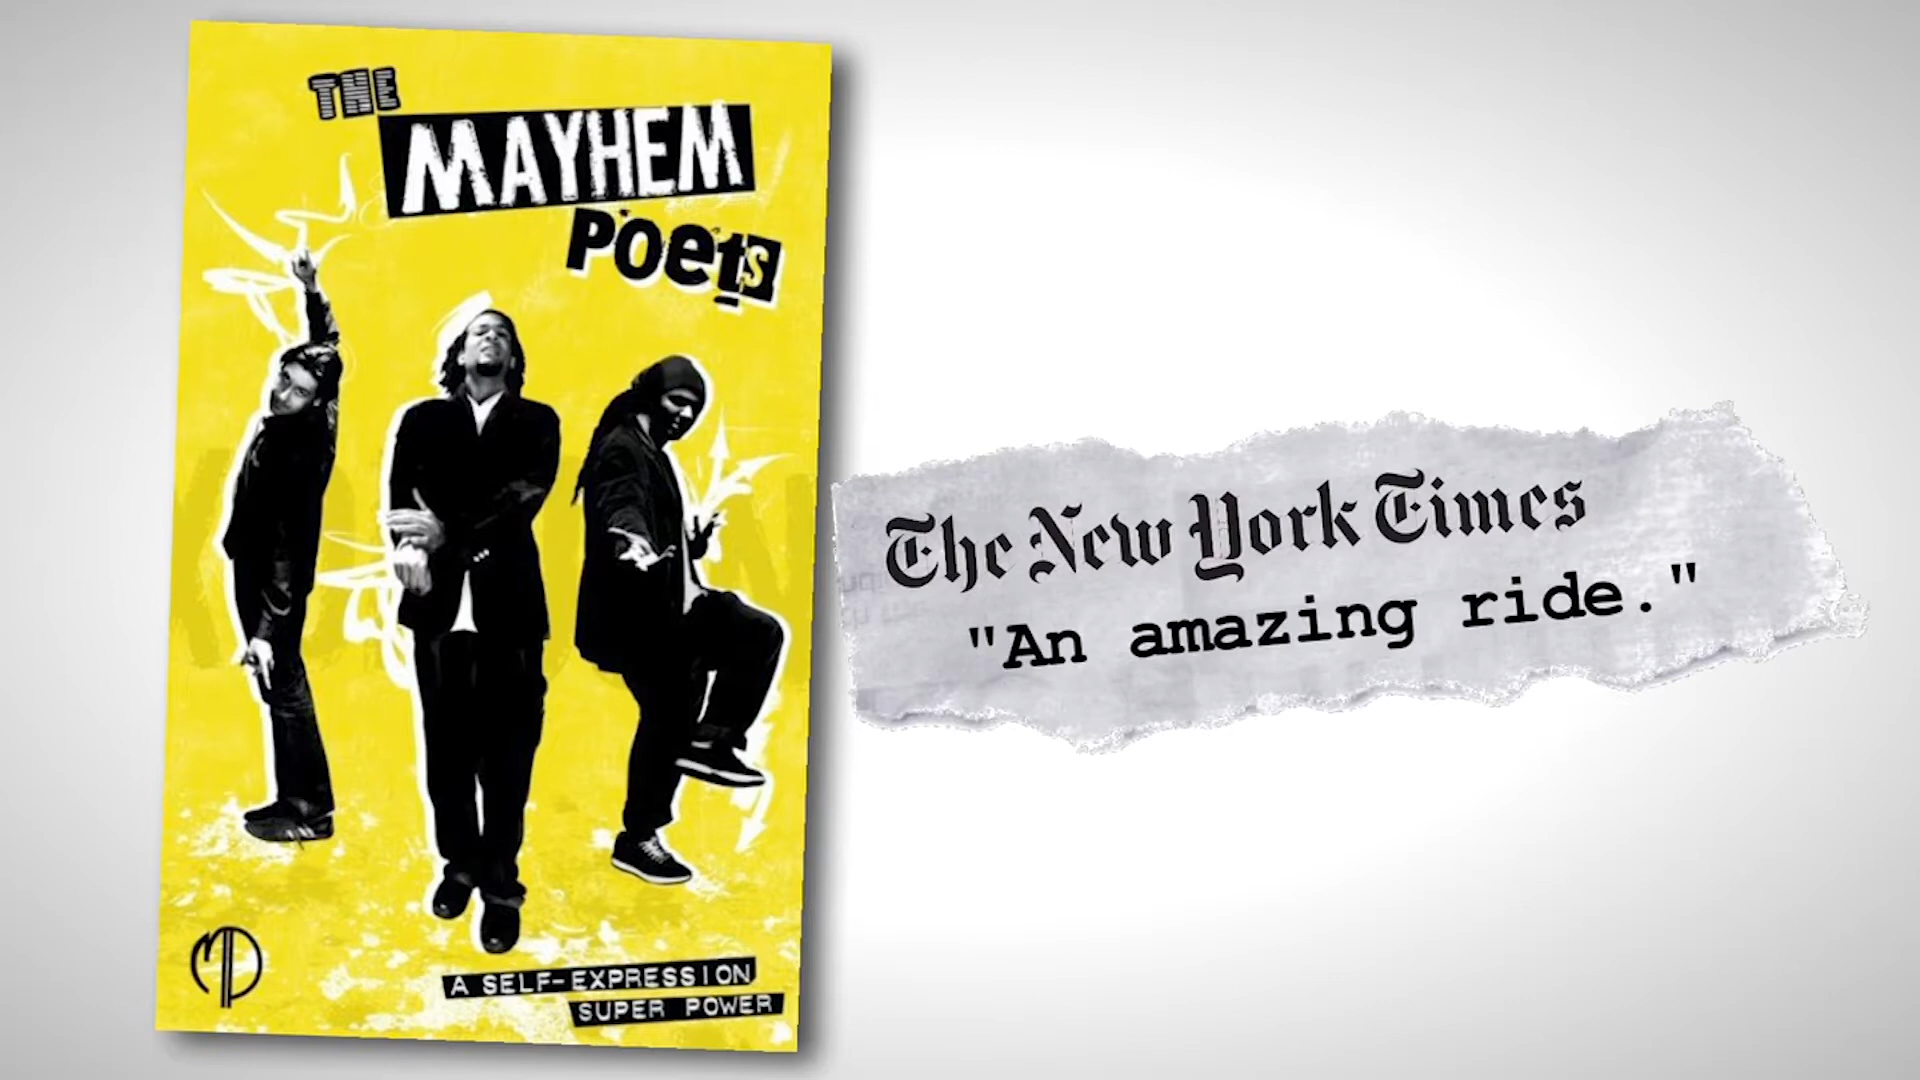 THE
MAYHEM
POETS
A SELF-EXPRESSION
SUPER POWER
The New York Times
"An amazing ride."